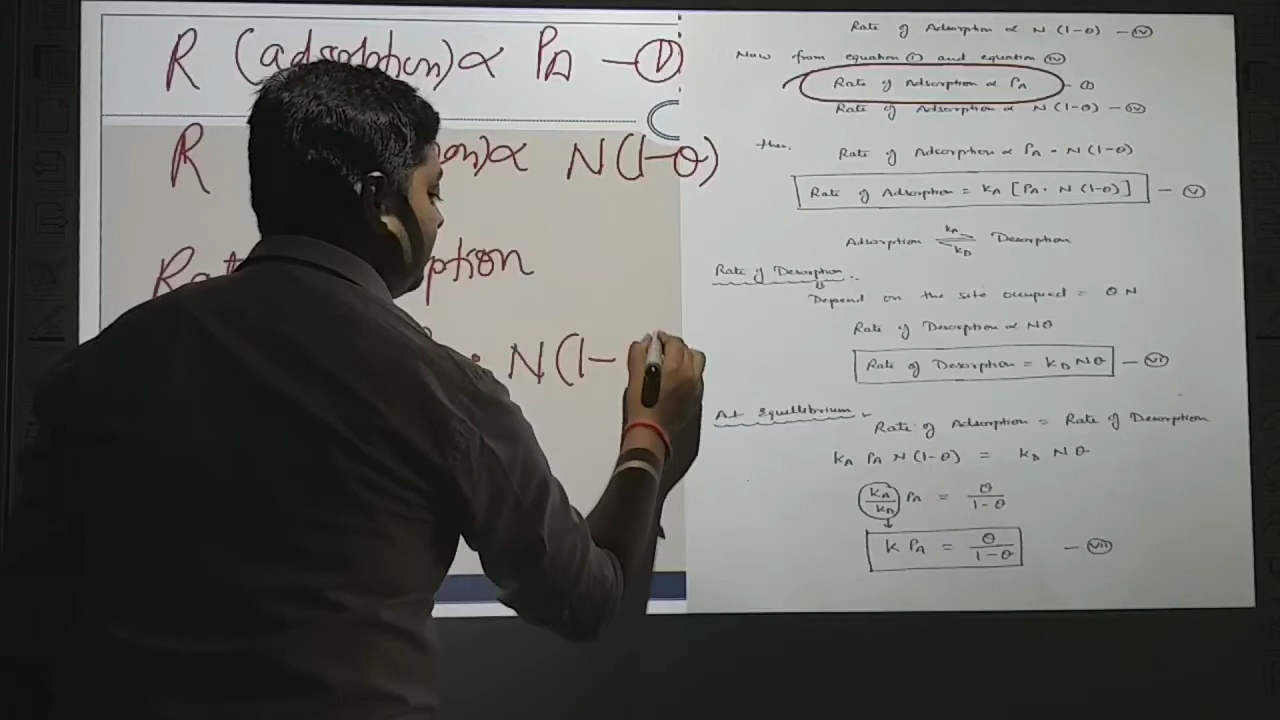 R (adsorption) ∝ PA — (I)
R on) ∝ N(1-θ)
Rat ption
· N(1-
Rate of Adsorption ∝ N (1-θ) — (iv)
Now from equation (i) and equation (iv)
Rate of Adsorption ∝ PA - (i)
Rate of Adsorption ∝ N (1-θ) — (iv)
then.
Rate of Adsorption ∝ PA - N (1-θ)
Rate of Adsorption = KA [PA · N (1-θ)] — (v)
Adsorption ⇌ Desorption
KA
KD
Rate of Desorption :.
Depend on the site occupied = θ N
Rate of Desorption ∝ Nθ
Rate of Desorption = KD Nθ — (vi)
At Equilibrium -
Rate of Adsorption = Rate of Desorption
KA PA N (1-θ) = KD Nθ
KA/KD PA = θ/1-θ
K PA = θ/1-θ — (vii)